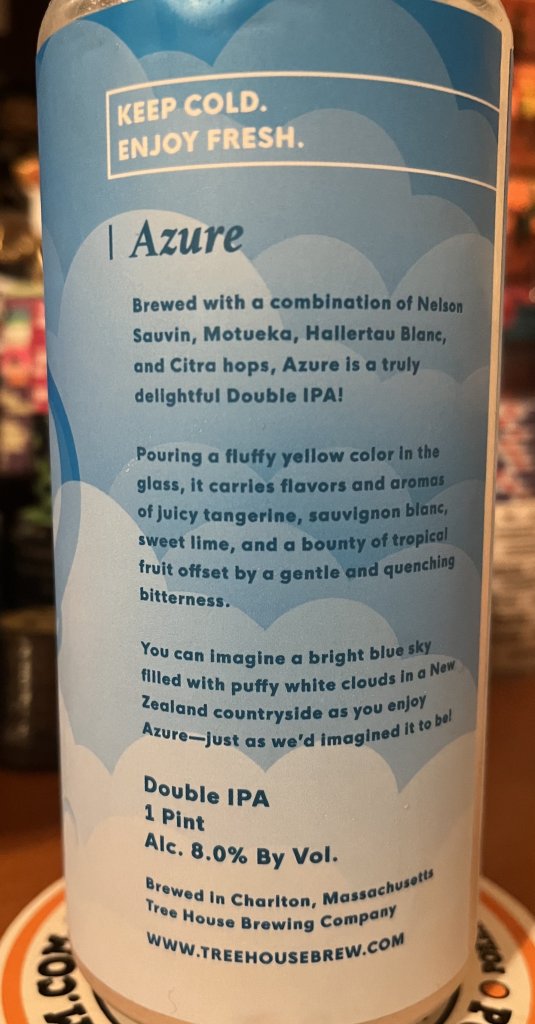 KEEP COLD.
ENJOY FRESH.
| Azure
Brewed with a combination of Nelson
Sauvin, Motueka, Hallertau Blanc,
and Citra hops, Azure is a truly
delightful Double IPA!
Pouring a fluffy yellow color in the
glass, it carries flavors and aromas
of juicy tangerine, sauvignon blanc,
sweet lime, and a bounty of tropical
fruit offset by a gentle and quenching
bitterness.
You can imagine a bright blue sky
filled with puffy white clouds in a New
Zealand countryside as you enjoy
Azure—just as we'd imagined it to be!
Double IPA
1 Pint
Alc. 8.0% By Vol.
Brewed in Charlton, Massachusetts
Tree House Brewing Company
WWW.TREEHOUSEBREW.COM